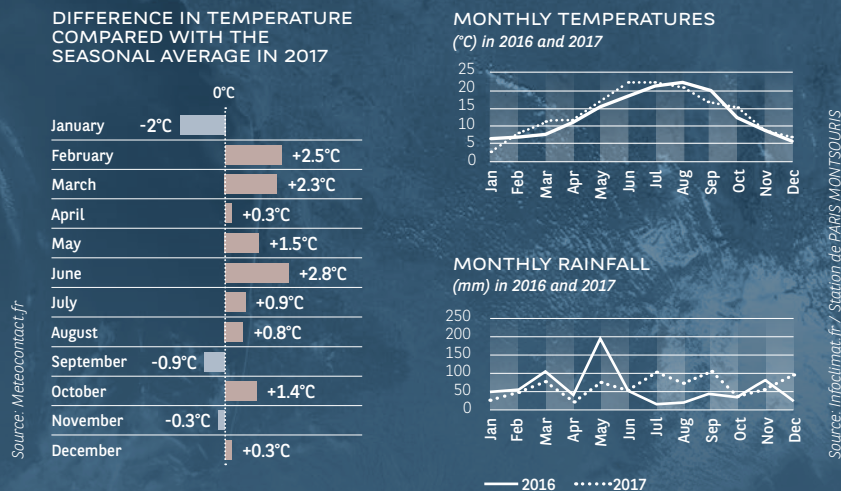 DIFFERENCE IN TEMPERATURE
COMPARED WITH THE
SEASONAL AVERAGE IN 2017
0°C
January -2°C
February +2.5°C
March +2.3°C
April +0.3°C
May +1.5°C
June +2.8°C
July +0.9°C
August +0.8°C
September -0.9°C
October +1.4°C
November -0.3°C
December +0.3°C
Source: Meteocontact.fr
MONTHLY TEMPERATURES
(°C) in 2016 and 2017
25
20
15
10
5
0
Jan Feb Mar Apr May Jun Jul Aug Sep Oct Nov Dec
MONTHLY RAINFALL
(mm) in 2016 and 2017
250
200
150
100
50
0
Jan Feb Mar Apr May Jun Jul Aug Sep Oct Nov Dec
2016 2017
Source: Infoclimat.fr / Station de PARIS MONTSOURIS